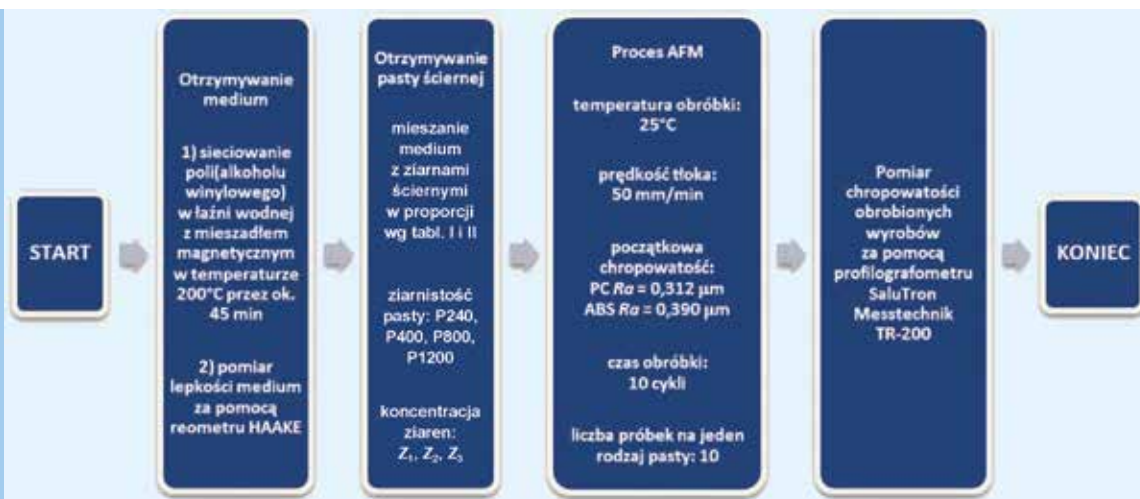 START
Otrzymywanie
medium
1) sieciowanie
poli(alkoholu
winylowego)
w łaźni wodnej
z mieszadłem
magnetycznym
w temperaturze
200°C przez ok.
45 min
2) pomiar
lepkości medium
za pomocą
reometru HAAKE
Otrzymywanie
pasty ściernej
mieszanie
medium
z ziarnami
ściernymi
w proporcji
wg tabl. I i II
ziarnistość
pasty: P240,
P400, P800,
P1200
koncentracja
ziaren:
Z₁, Z₂, Z₃
Proces AFM
temperatura obróbki:
25°C
prędkość tłoka:
50 mm/min
początkowa
chropowatość:
PC Ra = 0,312 μm
ABS Ra = 0,390 μm
czas obróbki:
10 cykli
liczba próbek na jeden
rodzaj pasty: 10
Pomiar
chropowatości
obrobionych
wyrobów
za pomocą
profilografometru
SaluTron
Messtechnik
TR-200
KONIEC